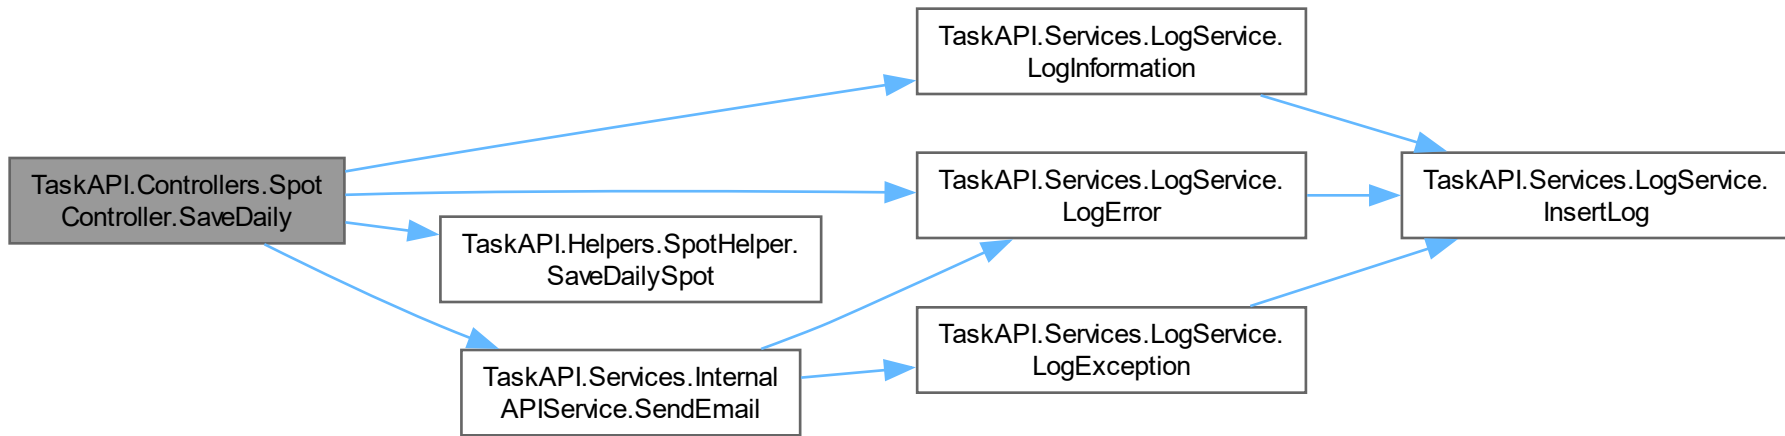 TaskAPI.Controllers.Spot
Controller.SaveDaily
TaskAPI.Services.LogService.
LogInformation
TaskAPI.Services.LogService.
LogError
TaskAPI.Helpers.SpotHelper.
SaveDailySpot
TaskAPI.Services.Internal
APIService.SendEmail
TaskAPI.Services.LogService.
LogException
TaskAPI.Services.LogService.
InsertLog